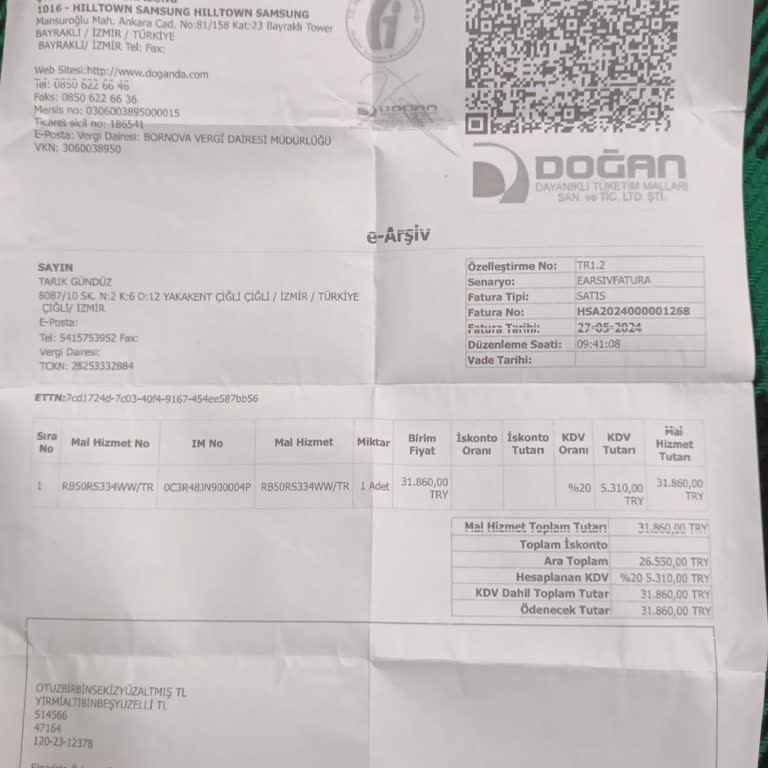 1016 - HILLTOWN SAMSUNG HILLTOWN SAMSUNG
Mansuroğlu Mah. Ankara Cad. No:81/158 Kat:23 Bayraklı Tower
BAYRAKLI / İZMİR / TÜRKİYE
BAYRAKLI/ İZMİR Tel: Fax:
Web Sitesi:http://www.doganda.com
Tel: 0850 622 66 46
Faks: 0850 622 66 36
Mersis no: 0306003895000015
Ticaret sicil no: 186541
E-Posta: Vergi Dairesi: BORNOVA VERGİ DAİRESİ MÜDÜRLÜĞÜ
VKN: 3060038950
DOĞAN
DOĞAN
DAYANIKLI TÜKETİM MALLARI
SAN. ve TİC. LTD. ŞTİ.
e-Arşiv
SAYIN
TARIK GÜNDÜZ
8087/10 SK. N:2 K:6 D:12 YAKAKENT ÇİĞLİ ÇİĞLİ / İZMİR / TÜRKİYE
ÇİĞLİ/ İZMİR
E-Posta:
Tel: 5415753952 Fax:
Vergi Dairesi:
TCKN: 28253332884
Özelleştirme No: TR1.2
Senaryo: EARSIVFATURA
Fatura Tipi: SATIS
Fatura No: HSA2024000001268
Fatura Tarihi: 27-05-2024
Düzenleme Saati: 09:41:08
Vade Tarihi:
ETTN:7cd1724d-7c03-40f4-9167-454ee587bb56
Sıra No Mal Hizmet No IM No Mal Hizmet Miktar Birim Fiyat İskonto Oranı İskonto Tutarı KDV Oranı KDV Tutarı Mal Hizmet Tutarı
1 RB50RS334WW/TR 0C3R48JN900004P RB50RS334WW/TR 1 Adet 31.860,00 TRY %20 5.310,00 TRY 31.860,00 TRY
Mal Hizmet Toplam Tutarı 31.860,00 TRY
Toplam İskonto
Ara Toplam 26.550,00 TRY
Hesaplanan KDV %20 5.310,00 TRY
KDV Dahil Toplam Tutar 31.860,00 TRY
Ödenecek Tutar 31.860,00 TRY
OTUZBİRBİNSEKİZYÜZALTMIŞ TL
YİRMİALTIBİNBEŞYUZELLİ TL
514566
47164
120-23-12378